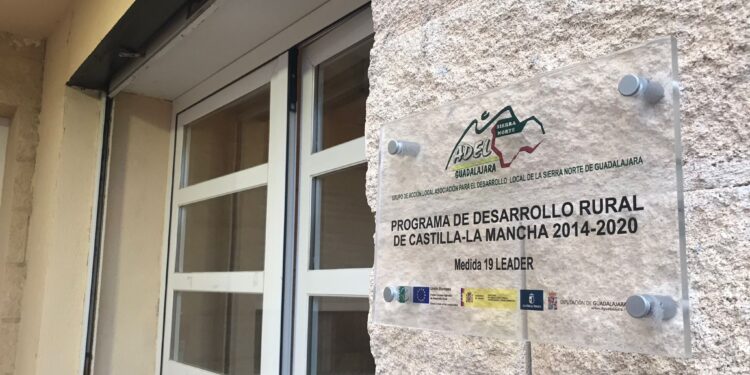 SIERRA
NORTE
ADEL
GUADALAJARA
GRUPO DE ACCIÓN LOCAL ASOCIACIÓN PARA EL DESARROLLO LOCAL DE LA SIERRA NORTE DE GUADALAJARA
PROGRAMA DE DESARROLLO RURAL
DE CASTILLA-LA MANCHA 2014-2020
Medida 19 LEADER
DIPUTACIÓN DE GUADALAJARA